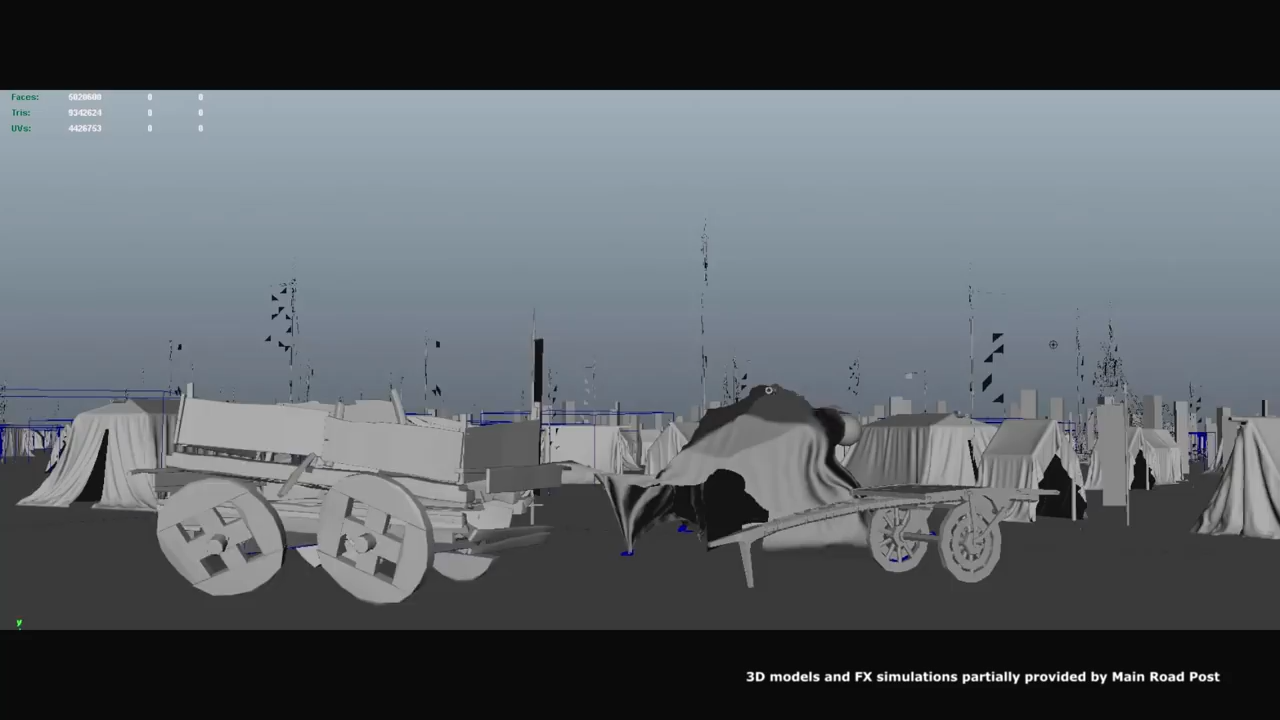 Faces: 6020600 0 0
Tris: 9342624 0 0
UVs: 4426753 0 0
y
3D models and FX simulations partially provided by Main Road Post